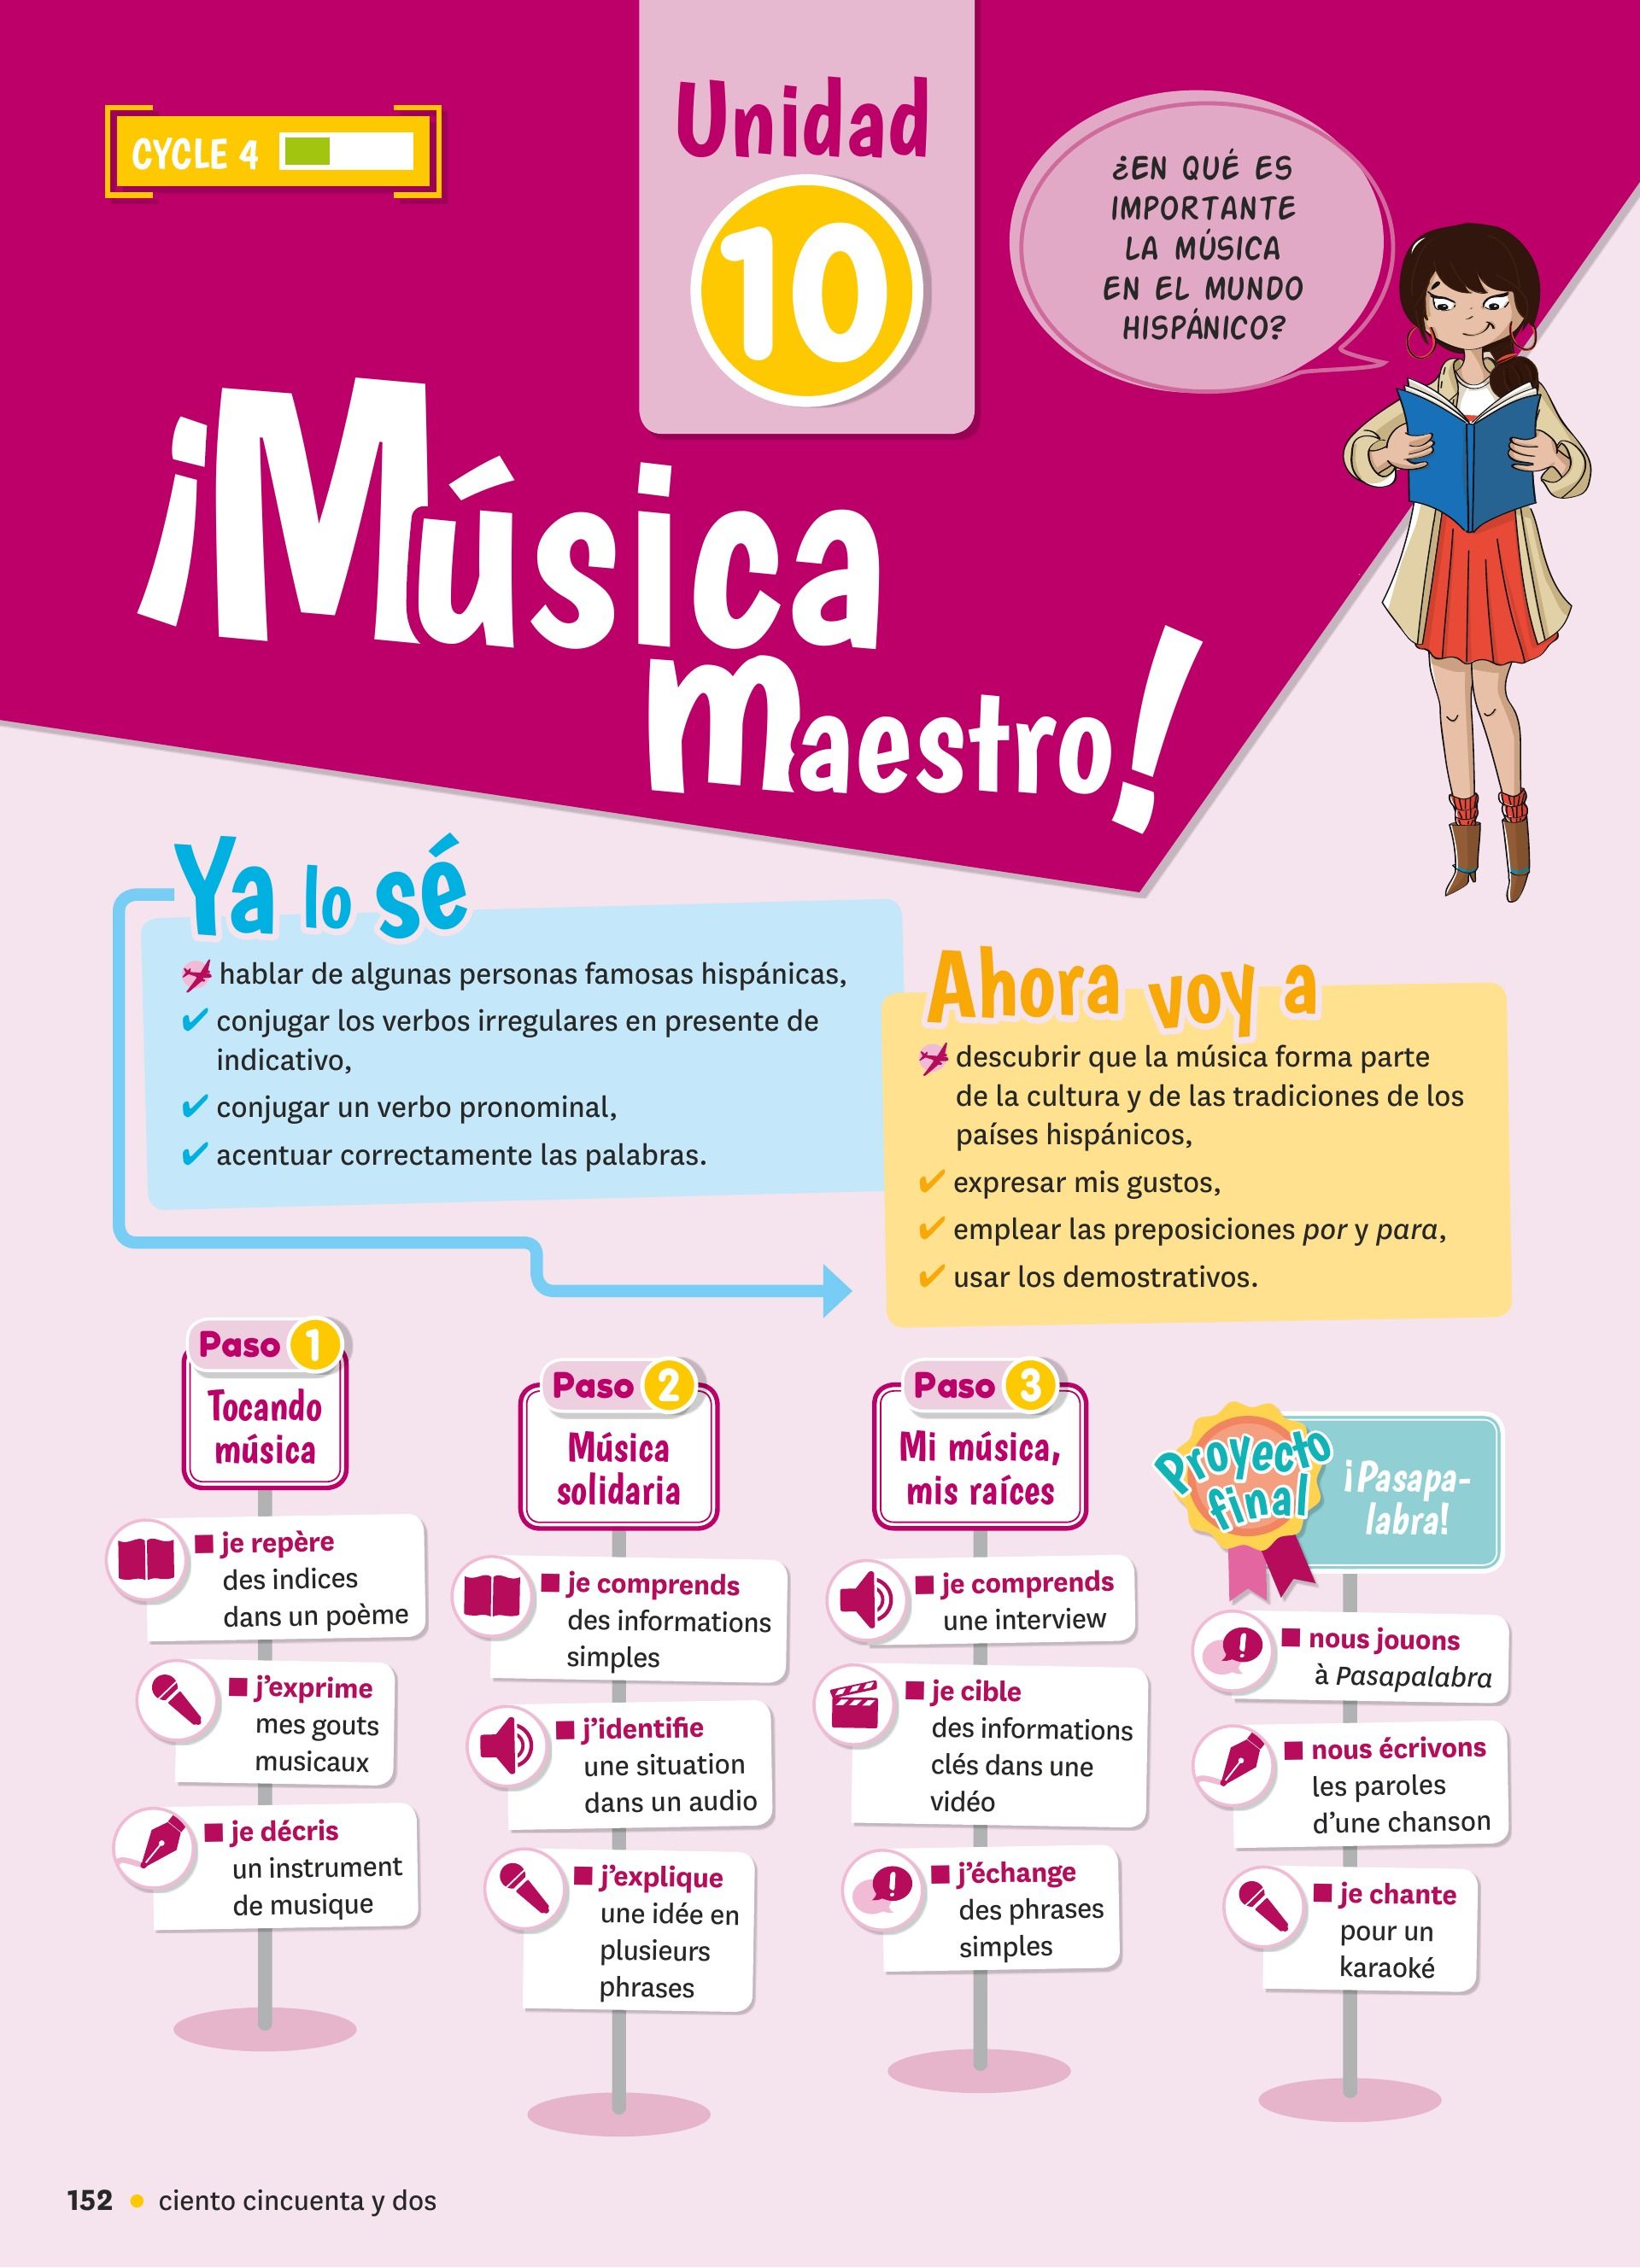 CYCLE 4
Unidad
10
¿EN QUÉ ES
IMPORTANTE
LA MÚSICA
EN EL MUNDO
HISPÁNICO?
¡Música
maestro!
Ya lo sé
hablar de algunas personas famosas hispánicas,
✔ conjugar los verbos irregulares en presente de
indicativo,
✔ conjugar un verbo pronominal,
✔ acentuar correctamente las palabras.
Ahora voy a
descubrir que la música forma parte
de la cultura y de las tradiciones de los
países hispánicos,
✔ expresar mis gustos,
✔ emplear las preposiciones por y para,
✔ usar los demostrativos.
Paso 1
Tocando
música
■ je repère
des indices
dans un poème
■ j’exprime
mes gouts
musicaux
■ je décris
un instrument
de musique
Paso 2
Música
solidaria
■ je comprends
des informations
simples
■ j’identifie
une situation
dans un audio
■ j’explique
une idée en
plusieurs
phrases
Paso 3
Mi música,
mis raíces
■ je comprends
une interview
■ je cible
des informations
clés dans une
vidéo
■ j’échange
des phrases
simples
Proyecto
final
¡Pasapa-
labra!
■ nous jouons
à Pasapalabra
■ nous écrivons
les paroles
d’une chanson
■ je chante
pour un
karaoké
152 • ciento cincuenta y dos